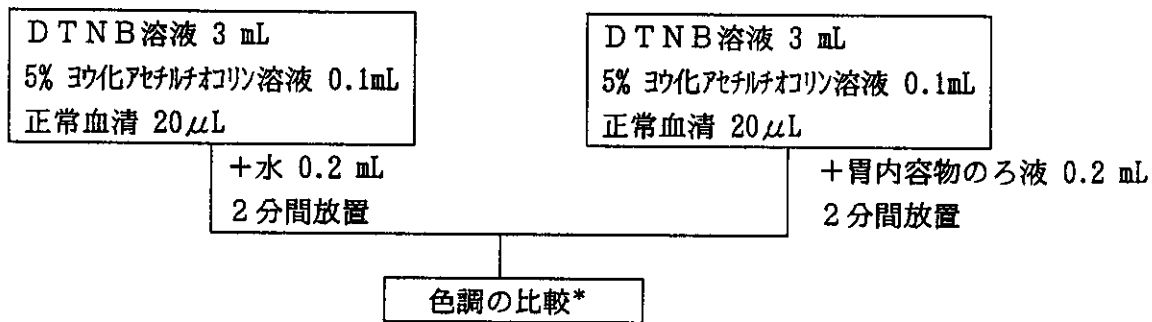 DTNB溶液 3 mL
5% ヨウ化アセチルチオコリン溶液 0.1mL
正常血清 20μL
+水 0.2 mL
2分間放置
DTNB溶液 3 mL
5% ヨウ化アセチルチオコリン溶液 0.1mL
正常血清 20μL
+胃内容物のろ液 0.2 mL
2分間放置
色調の比較*